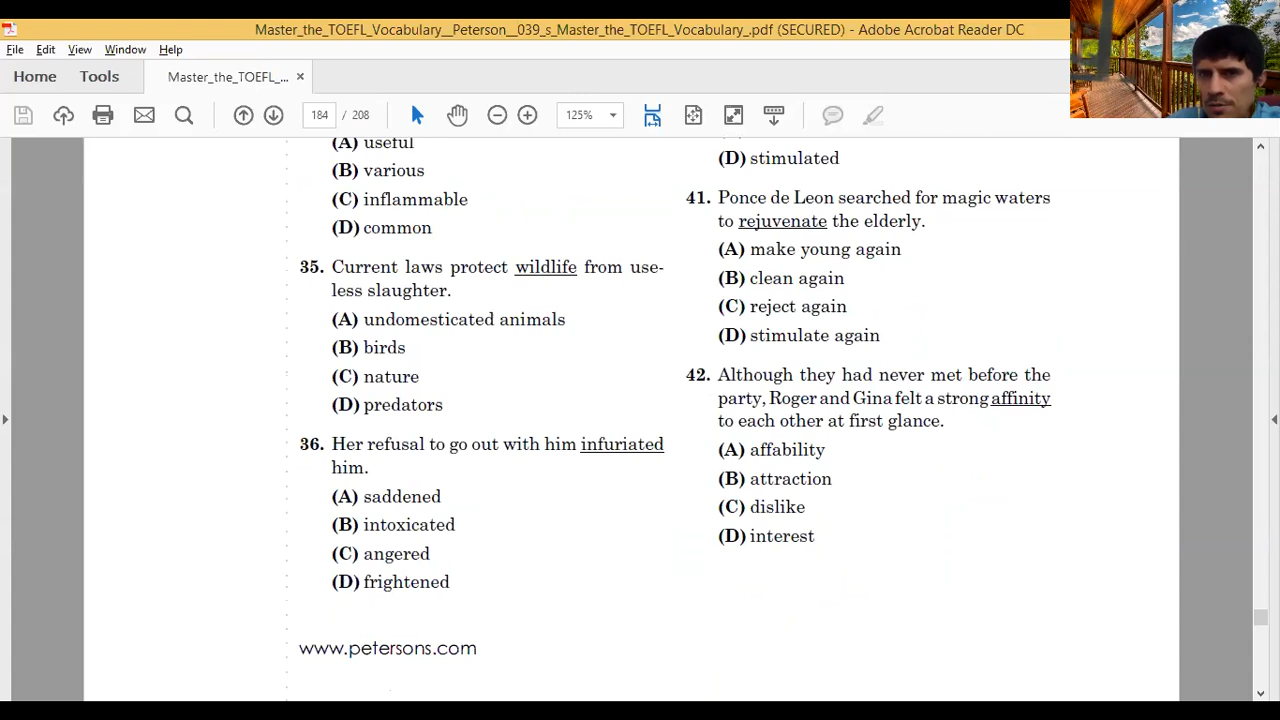 Master_the_TOEFL_Vocabulary__Peterson__039_s_Master_the_TOEFL_Vocabulary_.pdf (SECURED) - Adobe Acrobat Reader DC
File Edit View Window Help
Home Tools Master_the_TOEFL_... ×
184 / 208 125%
(A) useful
(B) various
(C) inflammable
(D) common
35. Current laws protect wildlife from use-
less slaughter.
(A) undomesticated animals
(B) birds
(C) nature
(D) predators
36. Her refusal to go out with him infuriated
him.
(A) saddened
(B) intoxicated
(C) angered
(D) frightened
www.petersons.com
(D) stimulated
41. Ponce de Leon searched for magic waters
to rejuvenate the elderly.
(A) make young again
(B) clean again
(C) reject again
(D) stimulate again
42. Although they had never met before the
party, Roger and Gina felt a strong affinity
to each other at first glance.
(A) affability
(B) attraction
(C) dislike
(D) interest